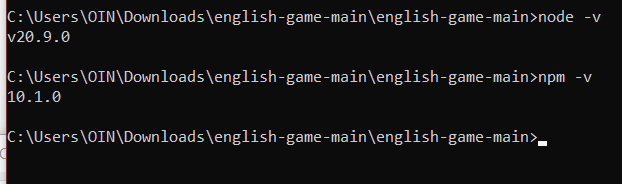 C:\Users\OIN\Downloads\english-game-main\english-game-main>node -v
v20.9.0
C:\Users\OIN\Downloads\english-game-main\english-game-main>npm -v
10.1.0
C:\Users\OIN\Downloads\english-game-main\english-game-main>